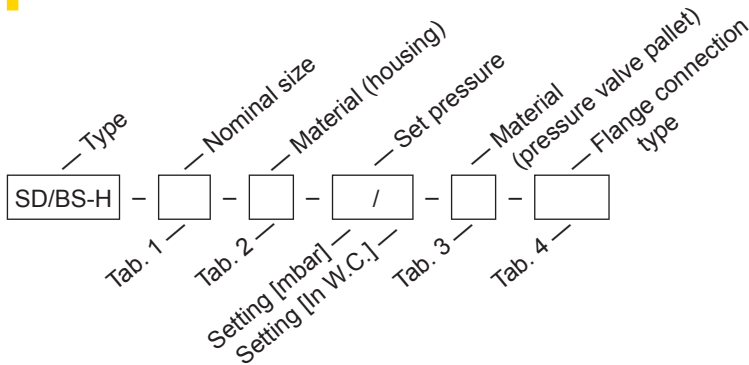 Type
Nominal size
Material (housing)
Set pressure
Material
(pressure valve pallet)
Flange connection
type
SD/BS-H – – – / – –
Tab. 1
Tab. 2
Setting [mbar]
Setting [In W.C.]
Tab. 3
Tab. 4